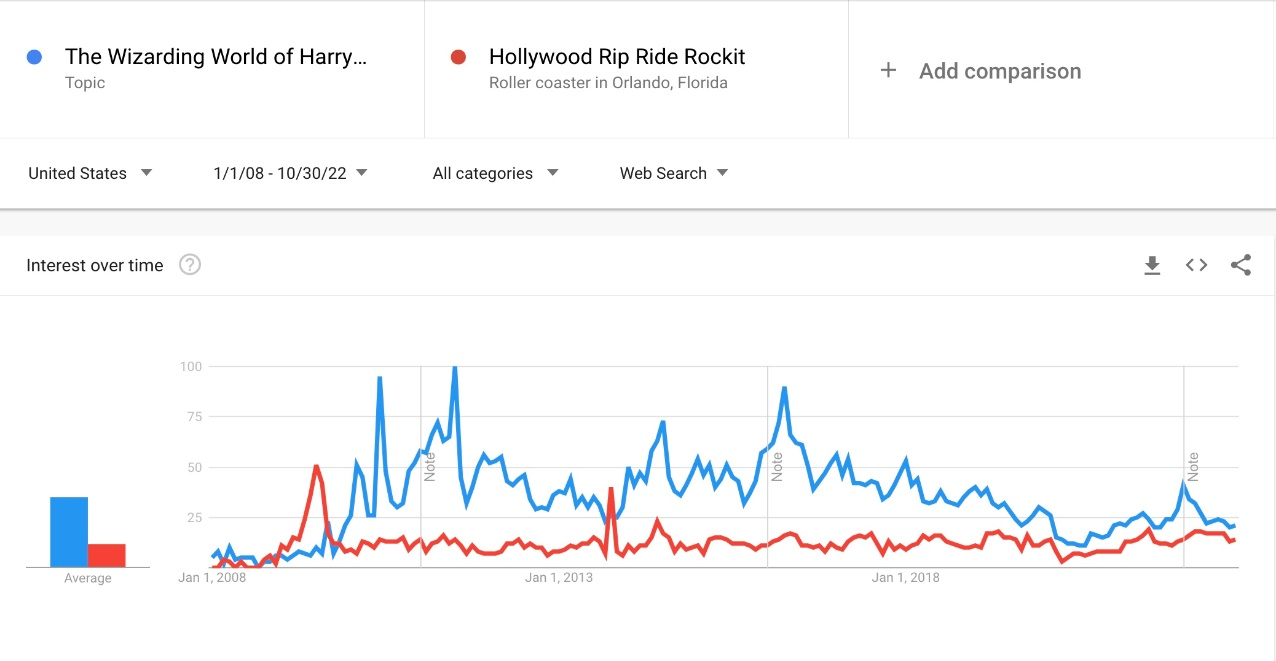 The Wizarding World of Harry...
Topic
Hollywood Rip Ride Rockit
Roller coaster in Orlando, Florida
+ Add comparison
United States
1/1/08 - 10/30/22
All categories
Web Search
Interest over time ?
100
75
50
25
Note
Note
Note
Average
Jan 1, 2008
Jan 1, 2013
Jan 1, 2018